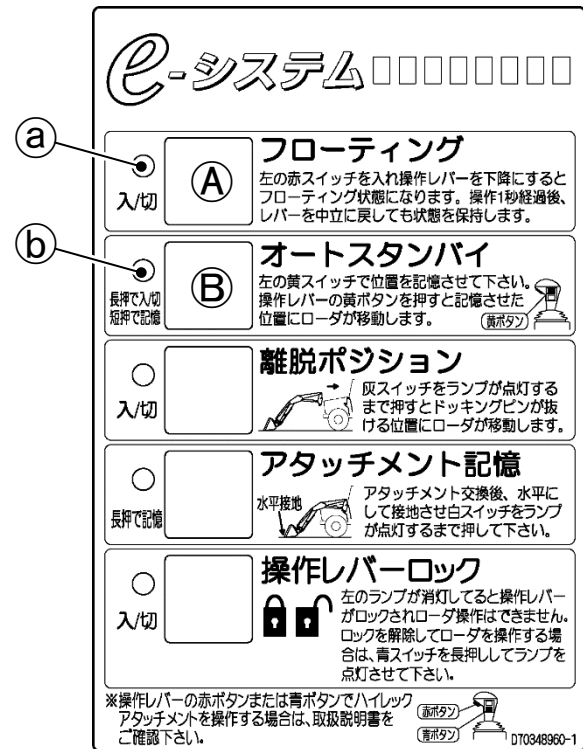 e-システム
ⓐ
Ⓐ
入/切
フローティング
左の赤スイッチを入れ操作レバーを下降にすると
フローティング状態になります。操作1秒経過後、
レバーを中立に戻しても状態を保持します。
ⓑ
Ⓑ
長押で入/切
短押で記憶
オートスタンバイ
左の黄スイッチで位置を記憶させて下さい。
操作レバーの黄ボタンを押すと記憶させた
位置にローダが移動します。
黄ボタン
入/切
離脱ポジション
灰スイッチをランプが点灯する
まで押すとドッキングピンが抜
ける位置にローダが移動します。
長押で記憶
アタッチメント記憶
水平接地
アタッチメント交換後、水平に
して接地させ白スイッチをランプ
が点灯するまで押して下さい。
入/切
操作レバーロック
左のランプが消灯してると操作レバー
がロックされローダ操作はできません。
ロックを解除してローダを操作する場
合は、青スイッチを長押ししてランプを
点灯させて下さい。
※操作レバーの赤ボタンまたは青ボタンでハイレック
アタッチメントを操作する場合は、取扱説明書を
ご確認下さい。
赤ボタン
青ボタン
DT0348960-1